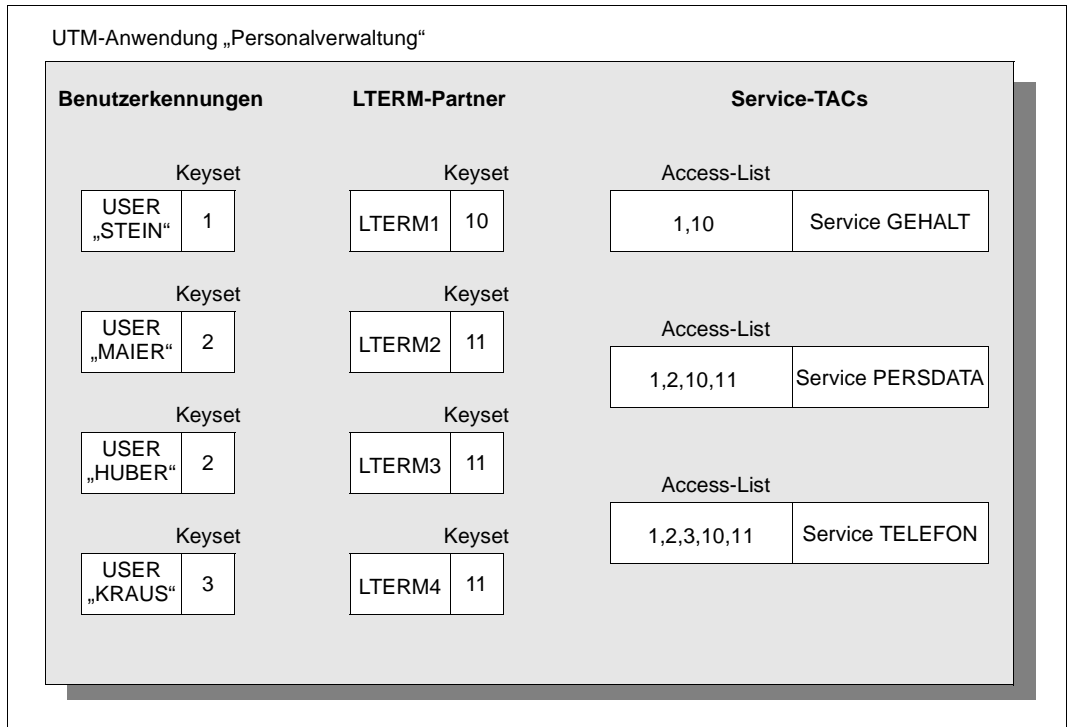 UTM-Anwendung „Personalverwaltung“
Benutzerkennungen
LTERM-Partner
Service-TACs
Keyset
USER
„STEIN“
1
Keyset
LTERM1
10
Access-List
1,10
Service GEHALT
Keyset
USER
„MAIER“
2
Keyset
LTERM2
11
Access-List
1,2,10,11
Service PERSDATA
Keyset
USER
„HUBER“
2
Keyset
LTERM3
11
Access-List
1,2,3,10,11
Service TELEFON
Keyset
USER
„KRAUS“
3
Keyset
LTERM4
11